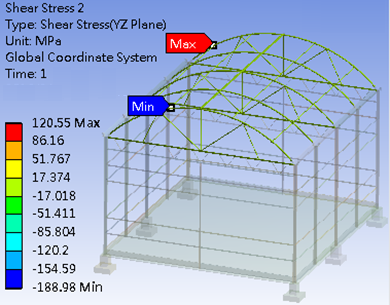 Shear Stress 2
Type: Shear Stress(YZ Plane)
Unit: MPa
Global Coordinate System
Time: 1
Max
Min
120.55 Max
86.16
51.767
17.374
-17.018
-51.411
-85.804
-120.2
-154.59
-188.98 Min